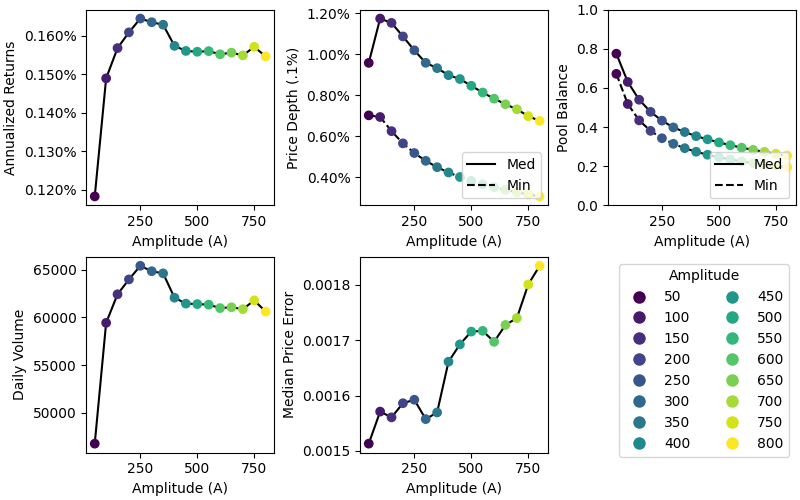 Annualized Returns
0.160%
0.150%
0.140%
0.130%
0.120%
250 500 750
Amplitude (A)
Price Depth (.1%)
1.20%
1.00%
0.80%
0.60%
0.40%
Med
Min
250 500 750
Amplitude (A)
Pool Balance
1.0
0.8
0.6
0.4
0.2
0.0
Med
Min
250 500 750
Amplitude (A)
Daily Volume
65000
60000
55000
50000
250 500 750
Amplitude (A)
Median Price Error
0.0018
0.0017
0.0016
0.0015
250 500 750
Amplitude (A)
Amplitude
50 450
100 500
150 550
200 600
250 650
300 700
350 750
400 800